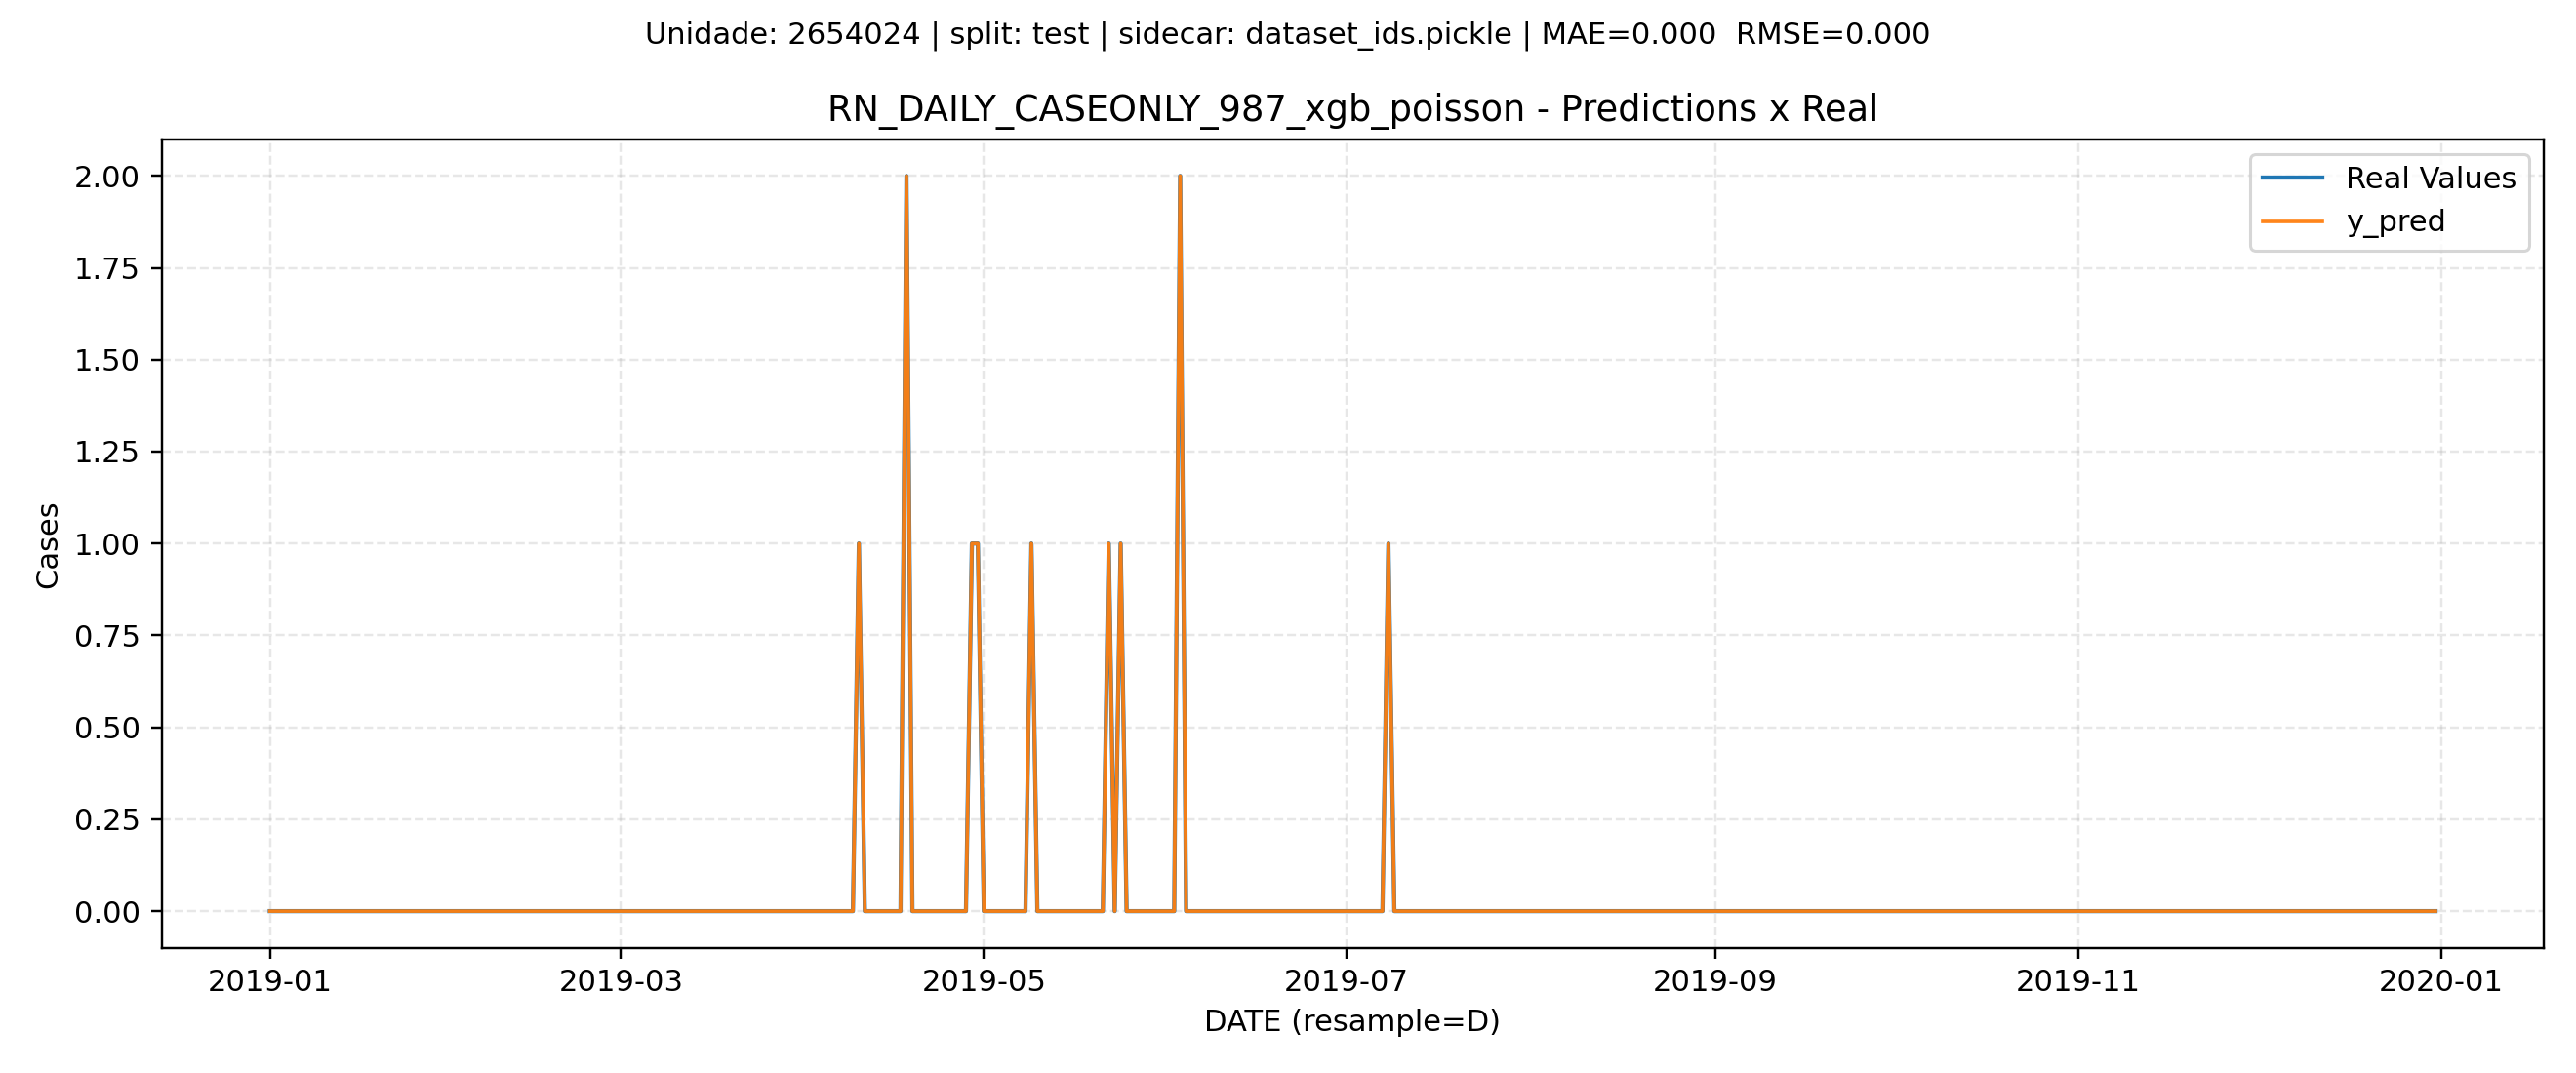 Unidade: 2654024 | split: test | sidecar: dataset_ids.pickle | MAE=0.000  RMSE=0.000
RN_DAILY_CASEONLY_987_xgb_poisson - Predictions x Real
Real Values
y_pred
2.00
1.75
1.50
1.25
1.00
0.75
0.50
0.25
0.00
Cases
2019-01 2019-03 2019-05 2019-07 2019-09 2019-11 2020-01
DATE (resample=D)